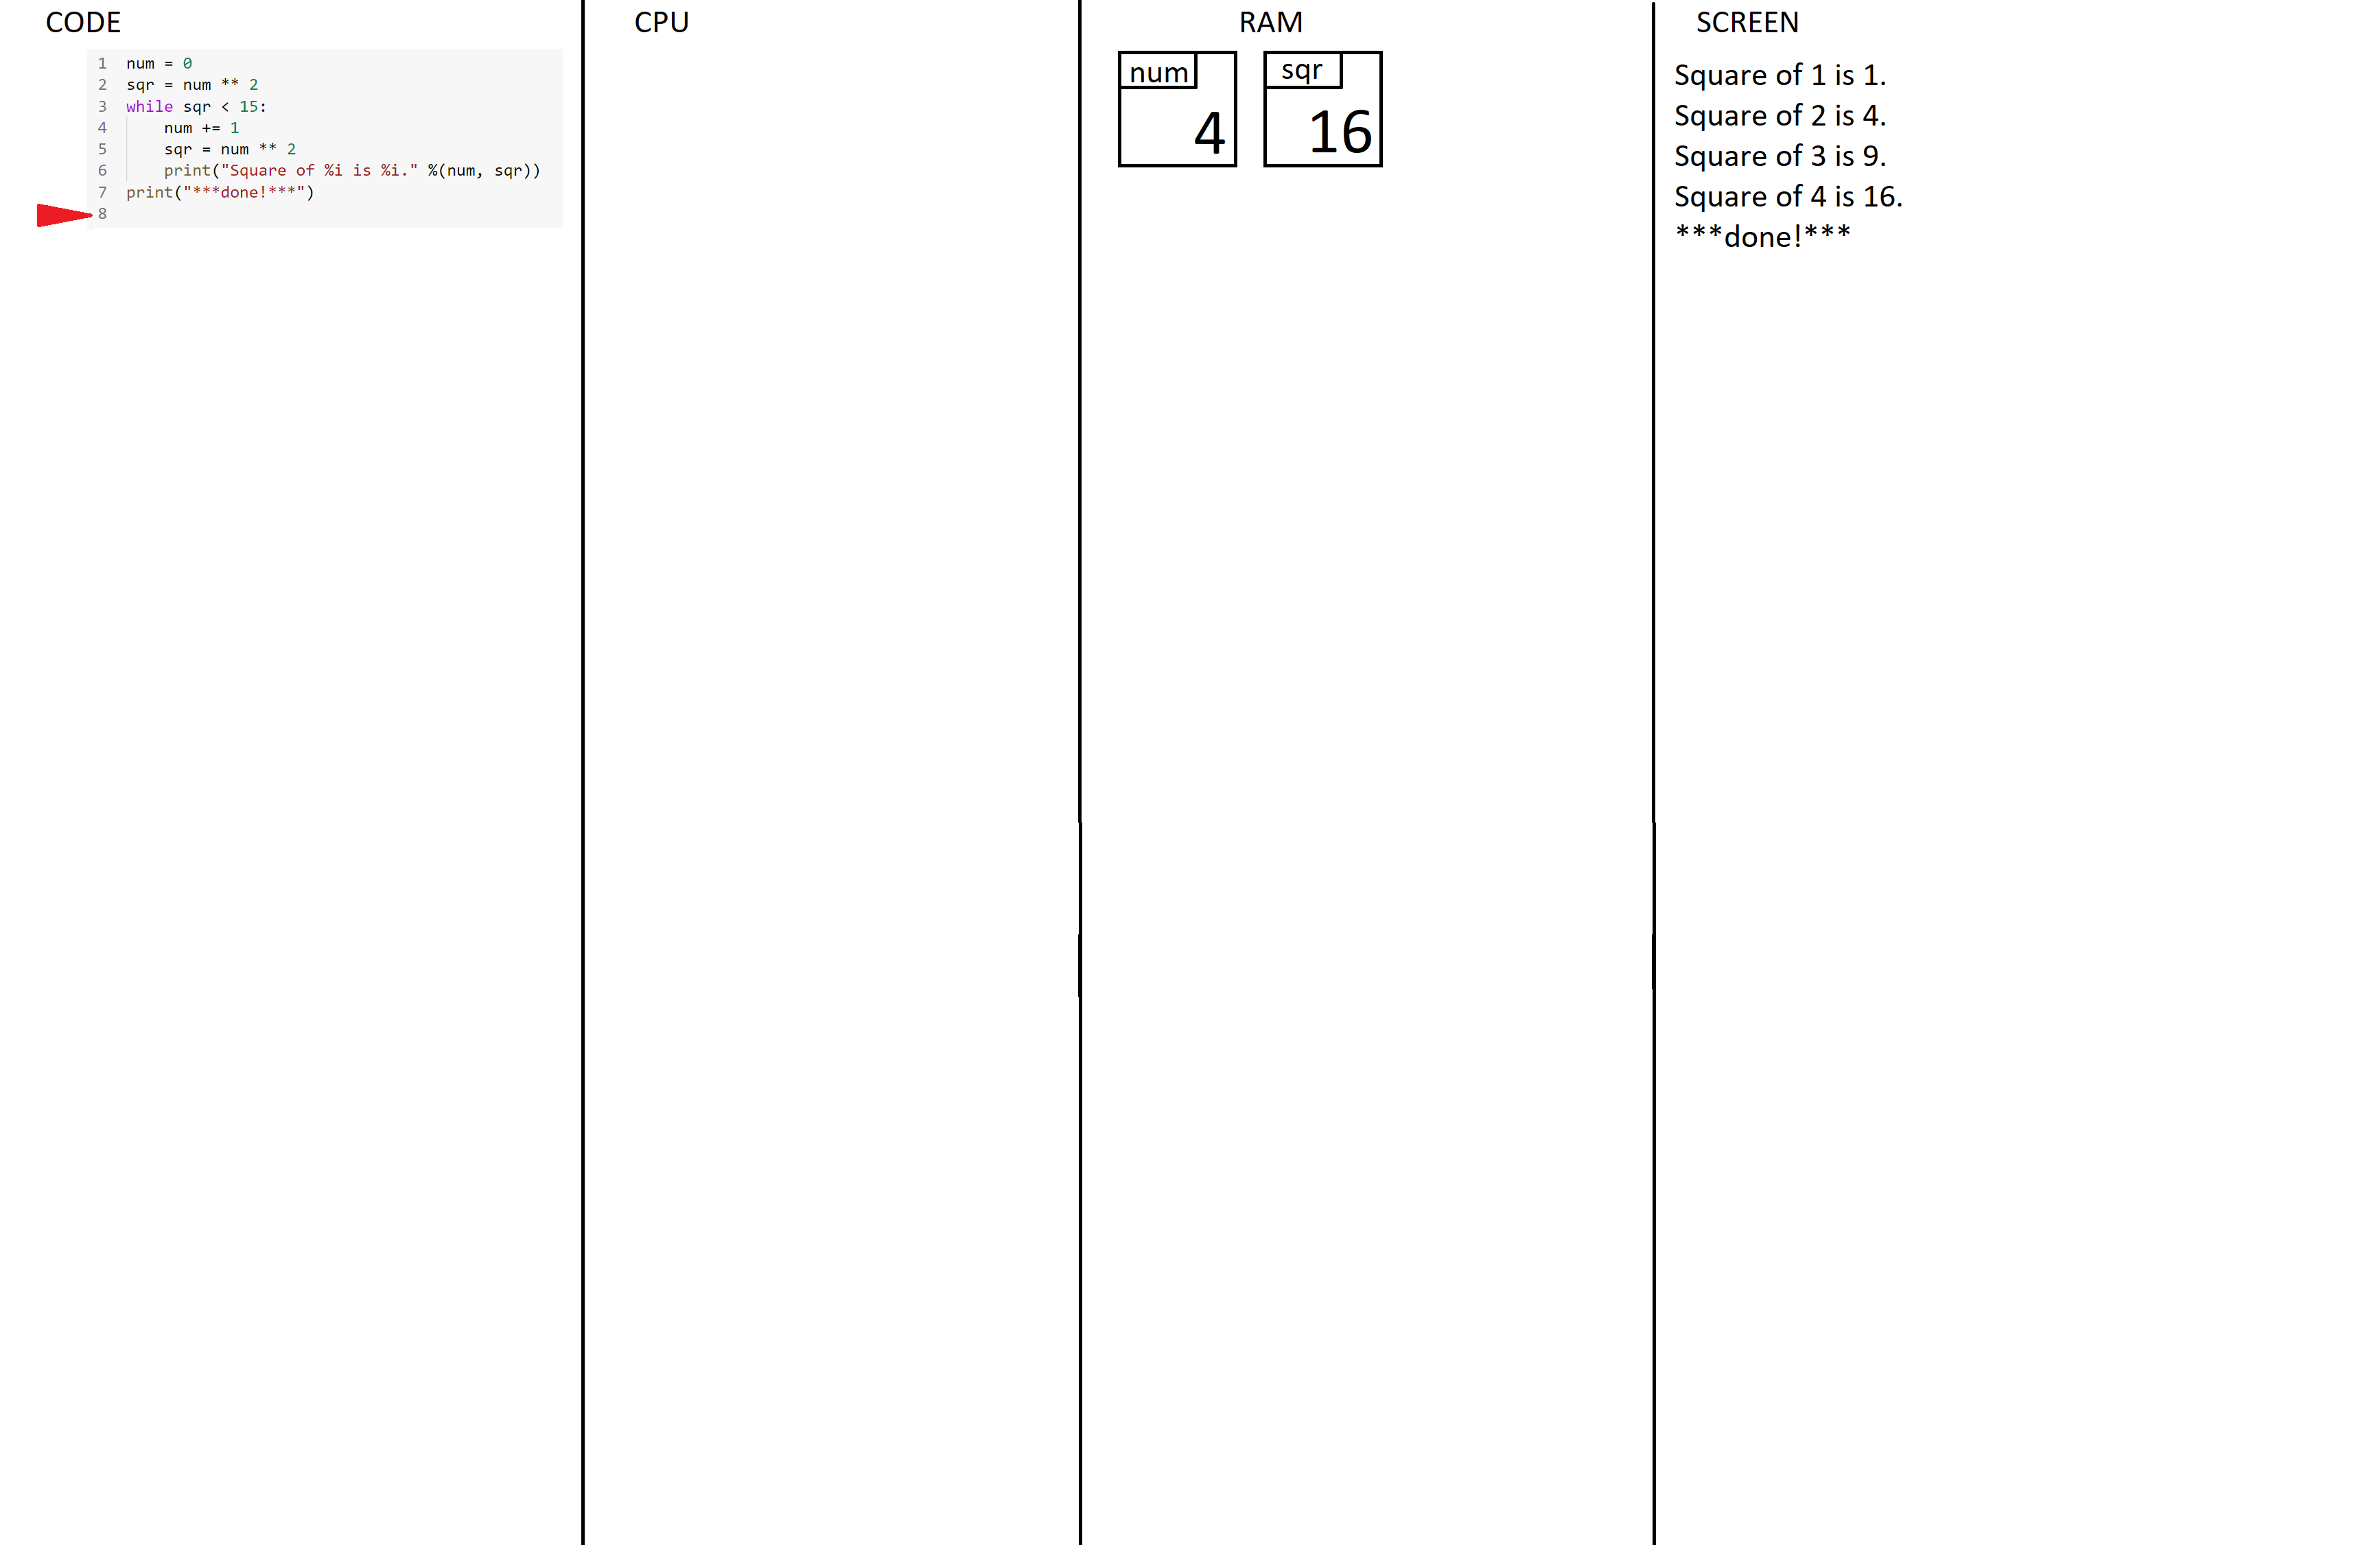 CODE
1 num = 0
2 sqr = num ** 2
3 while sqr < 15:
4     num += 1
5     sqr = num ** 2
6     print("Square of %i is %i." %(num, sqr))
7 print("***done!***")
8
CPU
RAM
num
4
sqr
16
SCREEN
Square of 1 is 1.
Square of 2 is 4.
Square of 3 is 9.
Square of 4 is 16.
***done!***